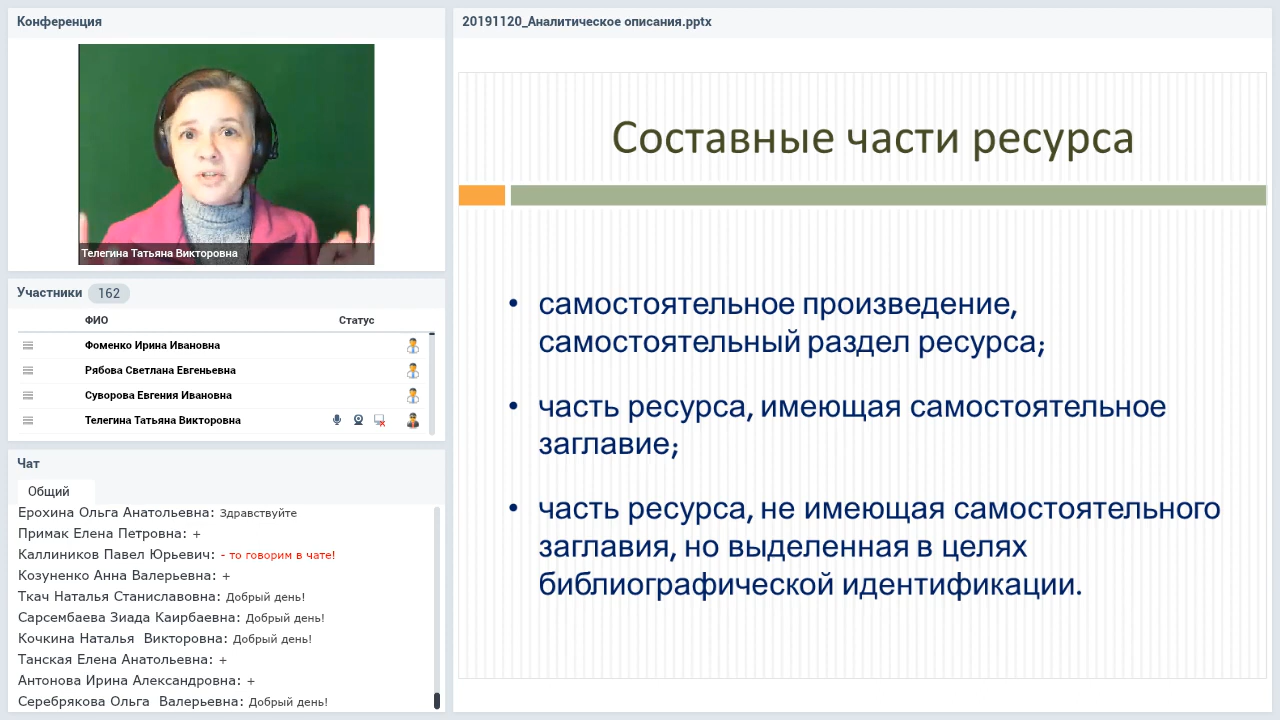 Конференция
Телегина Татьяна Викторовна
Участники 162
ФИО Статус
Фоменко Ирина Ивановна
Рябова Светлана Евгеньевна
Суворова Евгения Ивановна
Телегина Татьяна Викторовна
Чат
Общий
Ерохина Ольга Анатольевна: Здравствуйте
Примак Елена Петровна: +
Каллиников Павел Юрьевич: - то говорим в чате!
Козуненко Анна Валерьевна: +
Ткач Наталья Станиславовна: Добрый день!
Сарсембаева Зиада Каирбаевна: Добрый день!
Кочкина Наталья Викторовна: Добрый день!
Танская Елена Анатольевна: +
Антонова Ирина Александровна: +
Серебрякова Ольга Валерьевна: Добрый день!
20191120_Аналитическое описания.pptx
Составные части ресурса
• самостоятельное произведение,
самостоятельный раздел ресурса;
• часть ресурса, имеющая самостоятельное
заглавие;
• часть ресурса, не имеющая самостоятельного
заглавия, но выделенная в целях
библиографической идентификации.